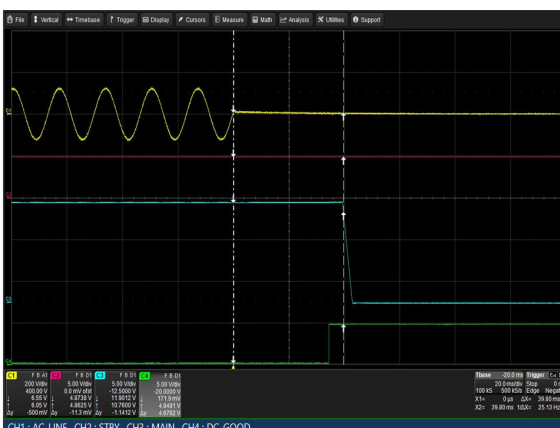 File Vertical Timebase Trigger Display Cursors Measure Math Analysis Utilities Support
C1 F B A1 C2 F B D1 C3 F B D1 C4 F B D1
200 V/div 5.00 V/div 5.00 V/div 5.00 V/div
400.00 V 0.0 mV ofst -12.5000 V -20.0000 V
↓ 6.55 V ↓ 4.8738 V ↓ 11.9012 V ↓ 171.9 mV
↑ 6.05 V ↑ 4.8625 V ↑ 10.7600 V ↑ 4.8481 V
Δy -500 mV Δy -11.3 mV Δy -1.1412 V Δy 4.6762 V
Tbase -20.0 ms Trigger
20.0 ms/div Stop
100 kS 500 kS/s Edge
X1= 0 µs ΔX= 39.80 ms
X2= 39.80 ms 1/ΔX= 25.13 Hz
CH1 : AC_LINE CH2 : STBY CH3 : MAIN CH4 : DC_GOOD